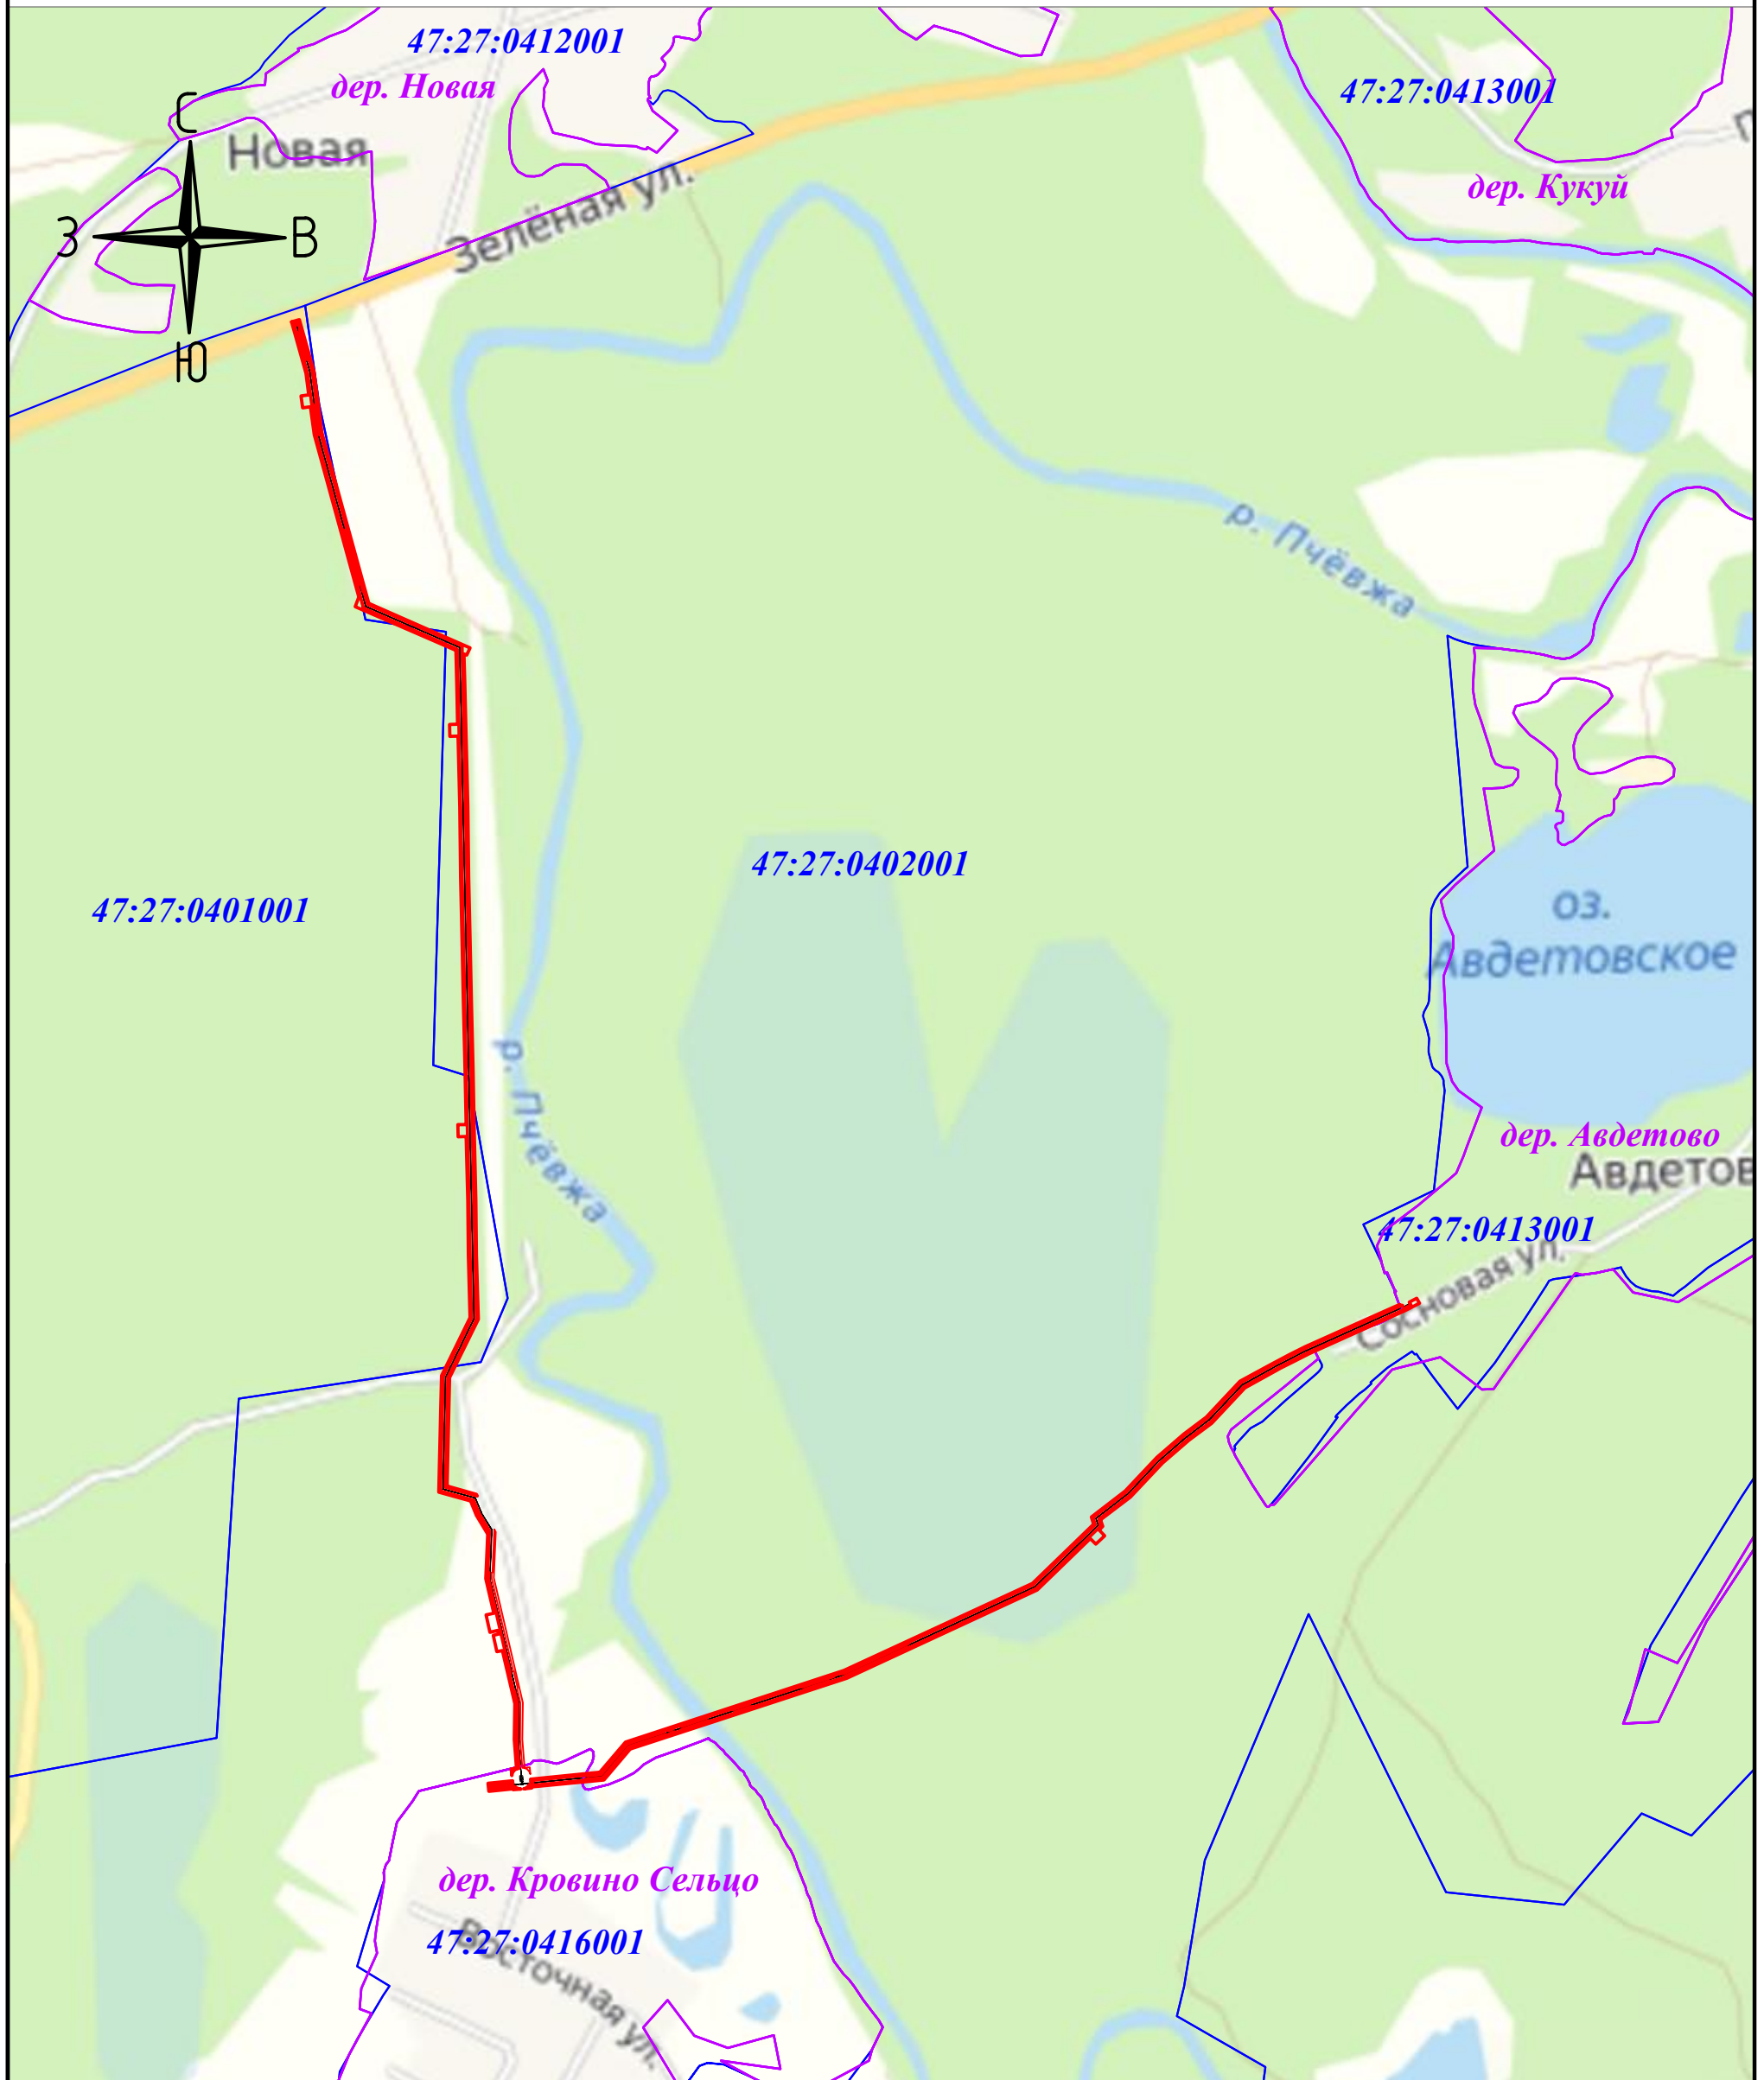 47:27:0412001
дер. Новая
47:27:0413001
С
Новая
дер. Кукуй
Зелёная ул.
З
В
Ю
р. Пчёвжа
47:27:0402001
47:27:0401001
оз.
Авдетовское
р. Пчёвжа
дер. Авдетово
Авдетов
47:27:0413001
Сосновая ул.
дер. Кровино Сельцо
47:27:0416001
Восточная ул.